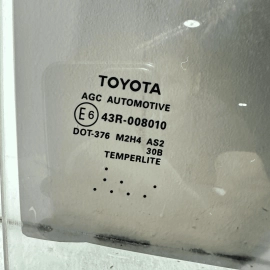 TOYOTA
AGC AUTOMOTIVE
E6 43R-008010
DOT-376 M2H4 AS2
30B
TEMPERLITE